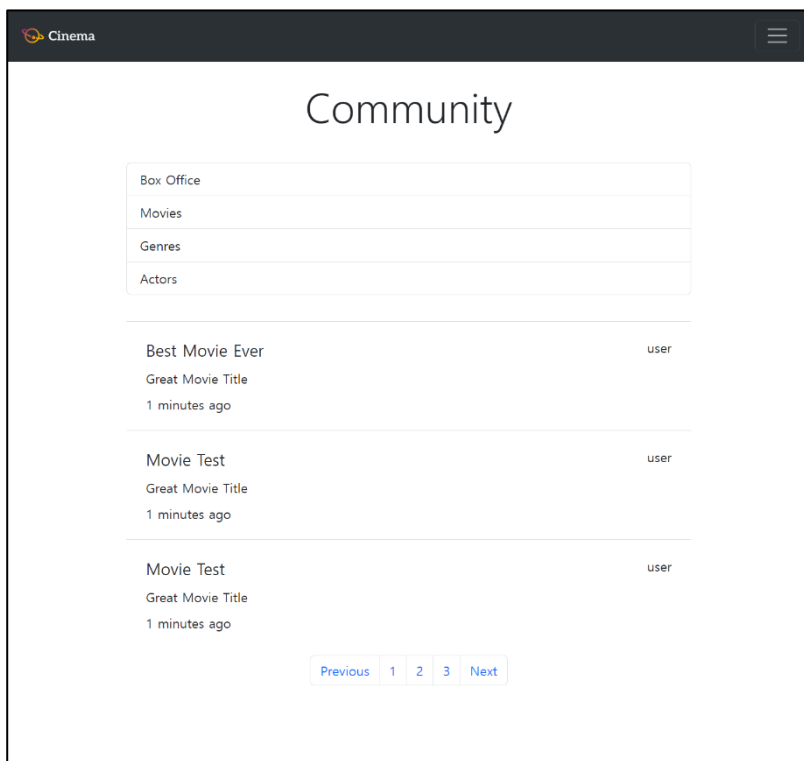 Cinema
Community
Box Office
Movies
Genres
Actors
Best Movie Ever user
Great Movie Title
1 minutes ago
Movie Test user
Great Movie Title
1 minutes ago
Movie Test user
Great Movie Title
1 minutes ago
Previous 1 2 3 Next